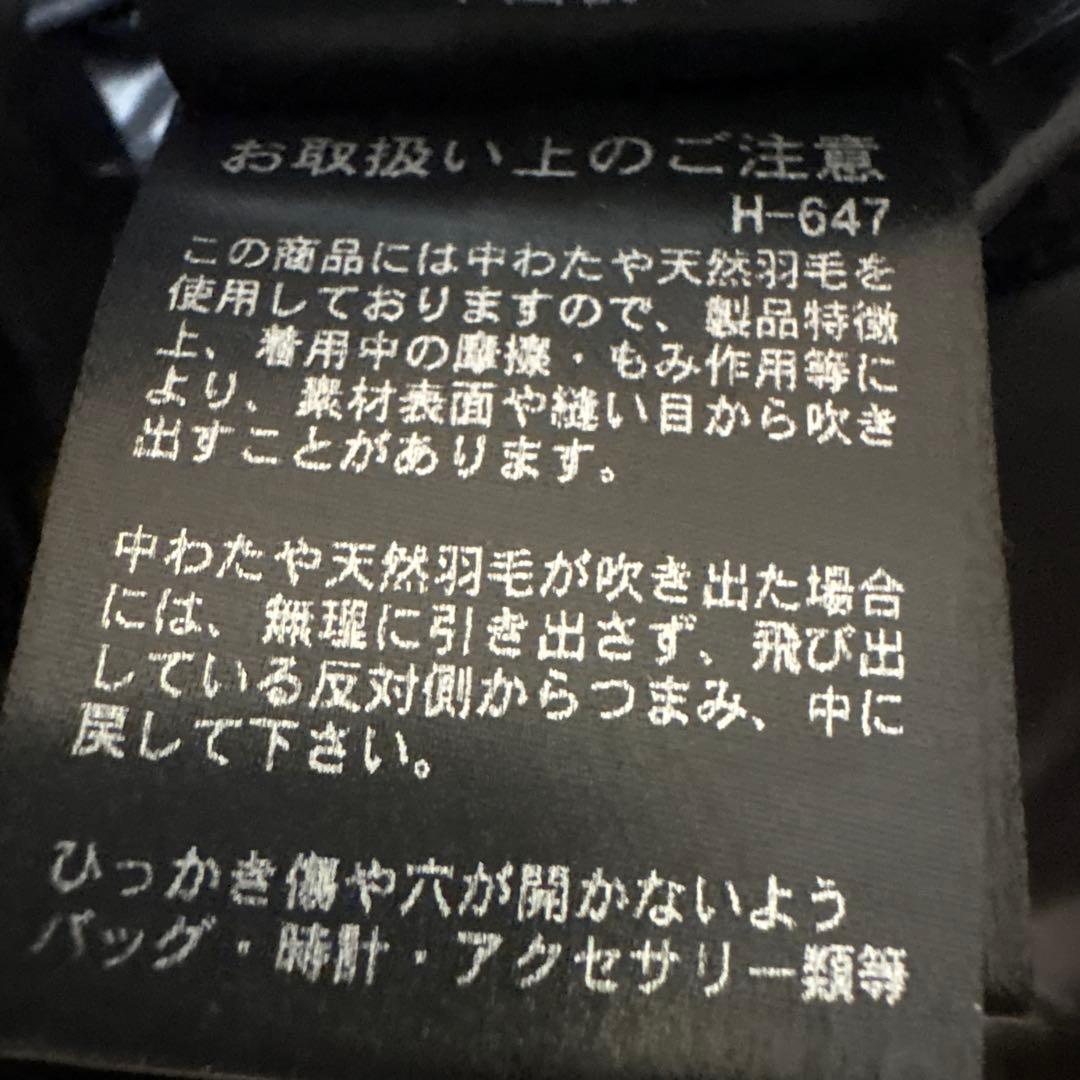 お取扱い上のご注意
H-647
この商品には中わたや天然羽毛を
使用しておりますので、製品特徴
上、着用中の摩擦・もみ作用等に
より、素材表面や縫い目から吹き
出すことがあります。
中わたや天然羽毛が吹き出た場合
には、無理に引き出さず、飛び出
している反対側からつまみ、中に
戻して下さい。
ひっかき傷や穴が開かないよう
バッグ・時計・アクセサリー類等